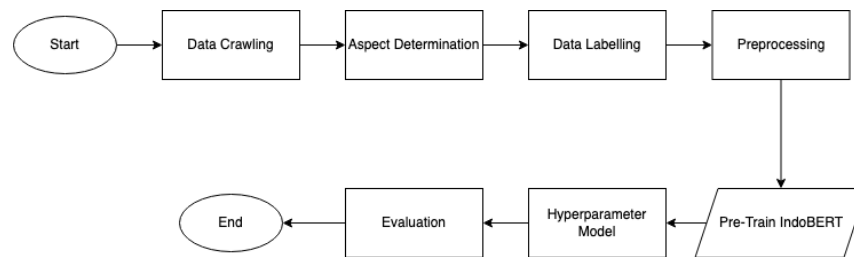 Start
Data Crawling
Aspect Determination
Data Labelling
Preprocessing
Pre-Train IndoBERT
Hyperparameter
Model
Evaluation
End